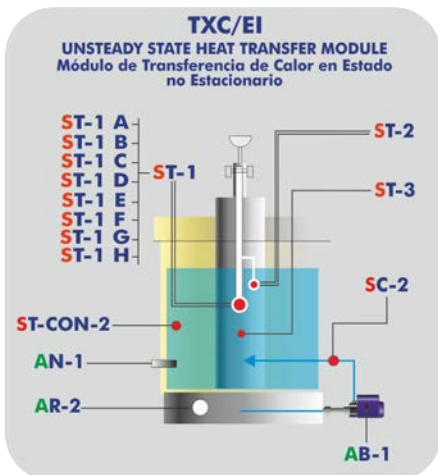 TXC/EI
UNSTEADY STATE HEAT TRANSFER MODULE
Módulo de Transferencia de Calor en Estado
no Estacionario
ST-1 A
ST-1 B
ST-1 C
ST-1 D
ST-1 E
ST-1 F
ST-1 G
ST-1 H
ST-1
ST-2
ST-3
SC-2
ST-CON-2
AN-1
AR-2
AB-1